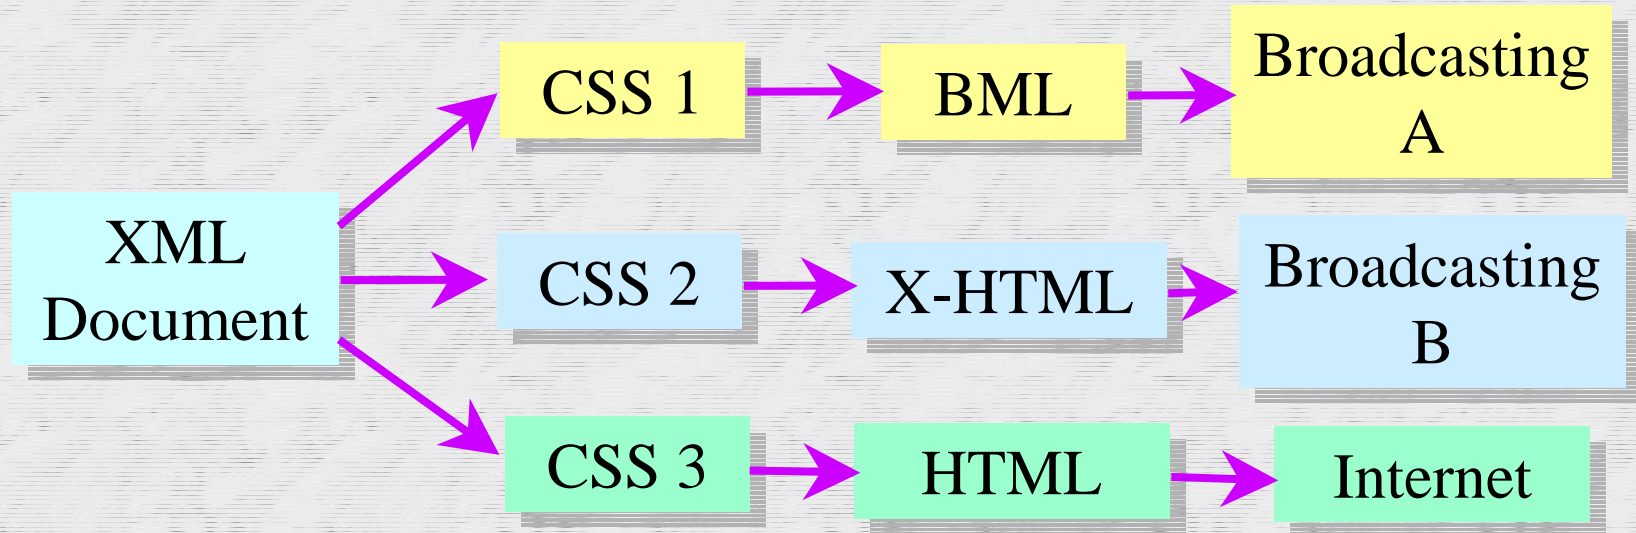 XML
Document
CSS 1
BML
Broadcasting
A
CSS 2
X-HTML
Broadcasting
B
CSS 3
HTML
Internet